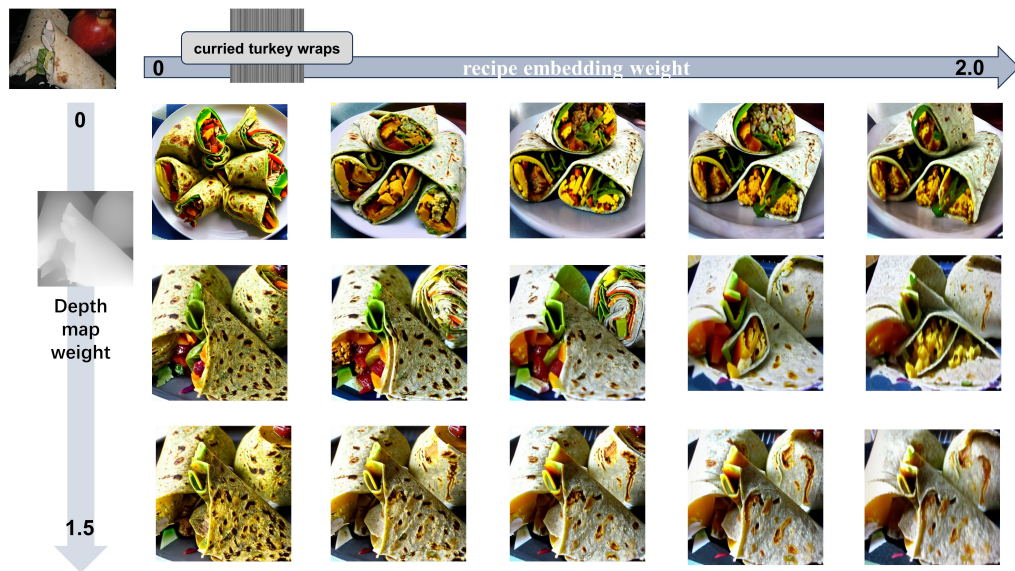 curried turkey wraps
0
recipe embedding weight
2.0
0
Depth
map
weight
1.5